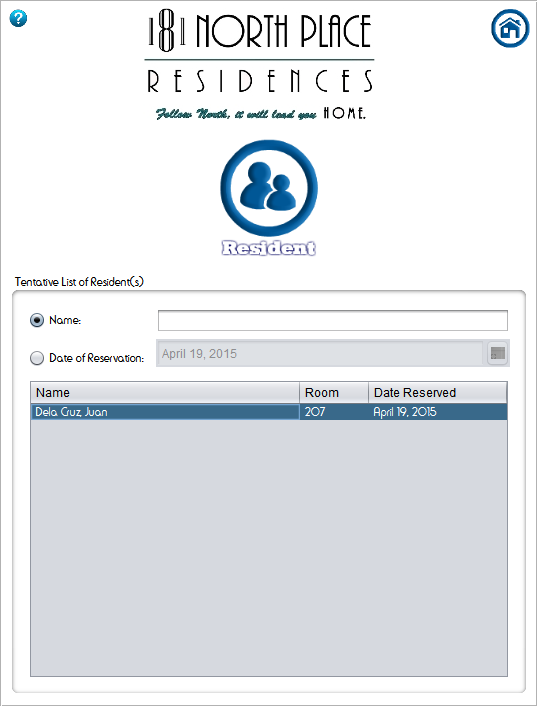 ?
181 NORTH PLACE
RESIDENCES
Follow North, it will lead you HOME.
Resident
Tentative List of Resident(s)
Name:
Date of Reservation: April 19, 2015
Name Room Date Reserved
Dela Cruz, Juan 207 April 19, 2015